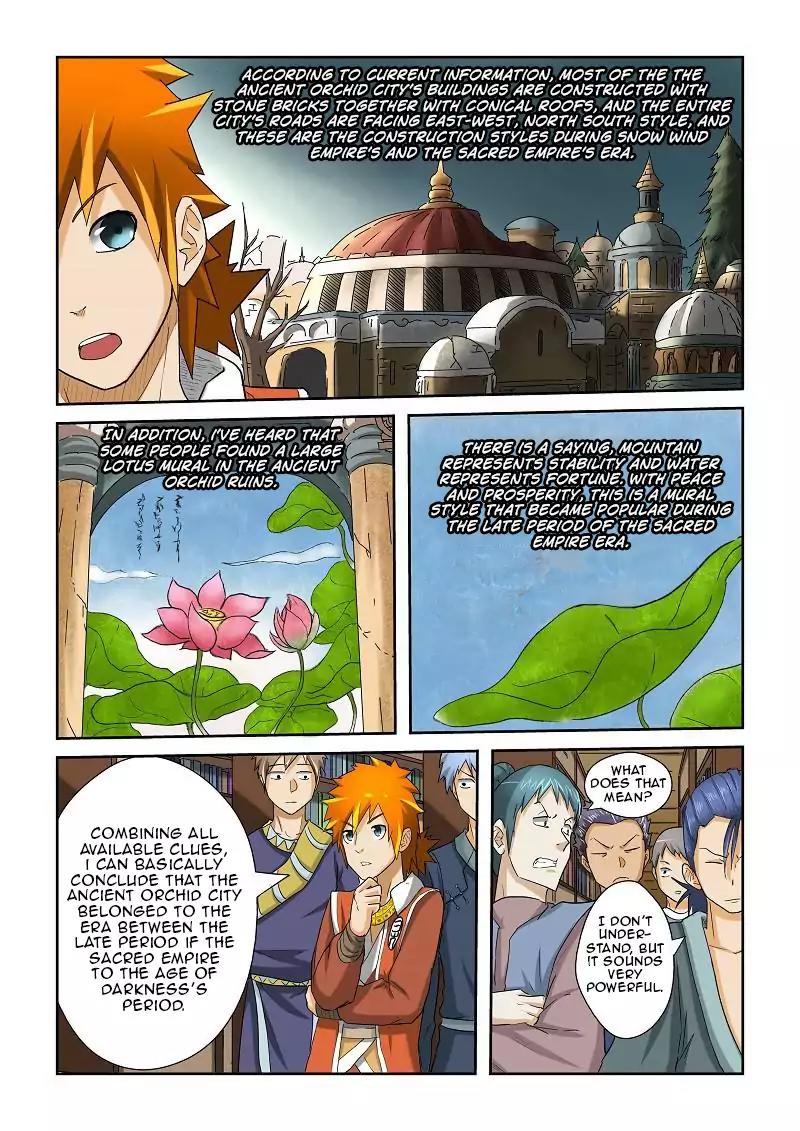 ACCORDING TO CURRENT INFORMATION, MOST OF THE THE
ANCIENT ORCHID CITY'S BUILDINGS ARE CONSTRUCTED WITH
STONE BRICKS TOGETHER WITH CONICAL ROOFS, AND THE ENTIRE
CITY'S ROADS ARE FACING EAST-WEST, NORTH SOUTH STYLE, AND
THESE ARE THE CONSTRUCTION STYLES DURING SNOW WIND
EMPIRE'S AND THE SACRED EMPIRE'S ERA.
IN ADDITION, I'VE HEARD THAT
SOME PEOPLE FOUND A LARGE
LOTUS MURAL IN THE ANCIENT
ORCHID RUINS.
THERE IS A SAYING, MOUNTAIN
REPRESENTS STABILITY AND WATER
REPRESENTS FORTUNE. WITH PEACE
AND PROSPERITY, THIS IS A MURAL
STYLE THAT BECAME POPULAR DURING
THE LATE PERIOD OF THE SACRED
EMPIRE ERA.
COMBINING ALL
AVAILABLE CLUES,
I CAN BASICALLY
CONCLUDE THAT THE
ANCIENT ORCHID CITY
BELONGED TO THE
ERA BETWEEN THE
LATE PERIOD IF THE
SACRED EMPIRE
TO THE AGE OF
DARKNESS'S
PERIOD.
WHAT
DOES THAT
MEAN?
I DON'T
UNDER-
STAND, BUT
IT SOUNDS
VERY
POWERFUL.